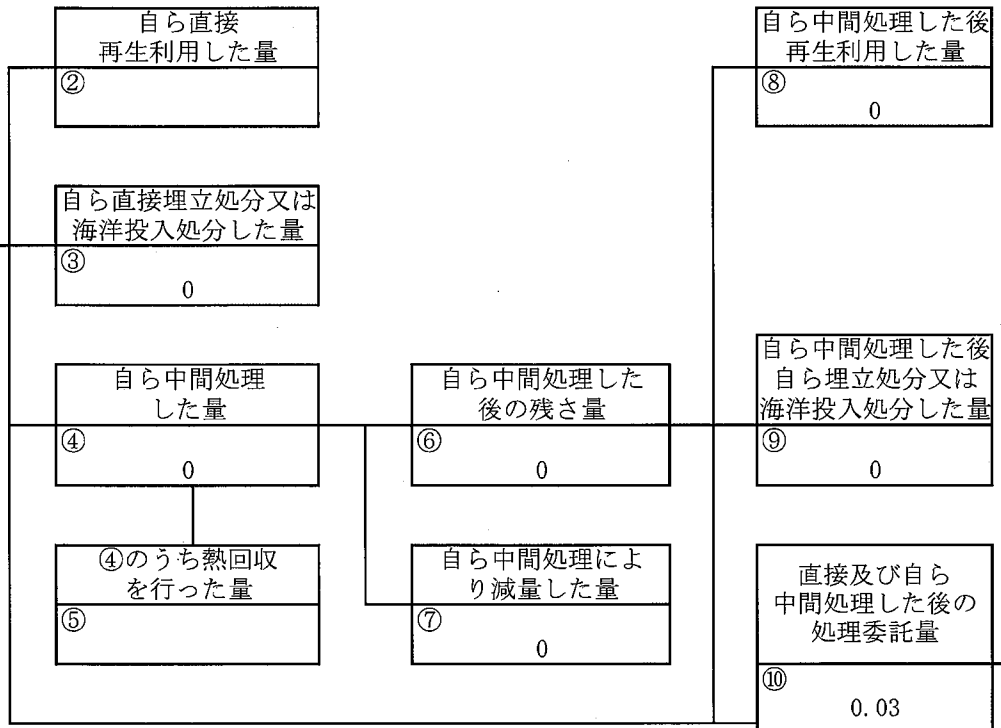 自ら直接
再生利用した量
②
自ら中間処理した後
再生利用した量
⑧
0
自ら直接埋立処分又は
海洋投入処分した量
③
0
自ら中間処理
した量
④
0
自ら中間処理した
後の残さ量
⑥
0
自ら中間処理した後
自ら埋立処分又は
海洋投入処分した量
⑨
0
④のうち熱回収
を行った量
⑤
自ら中間処理によ
り減量した量
⑦
0
直接及び自ら
中間処理した後の
処理委託量
⑩
0.03